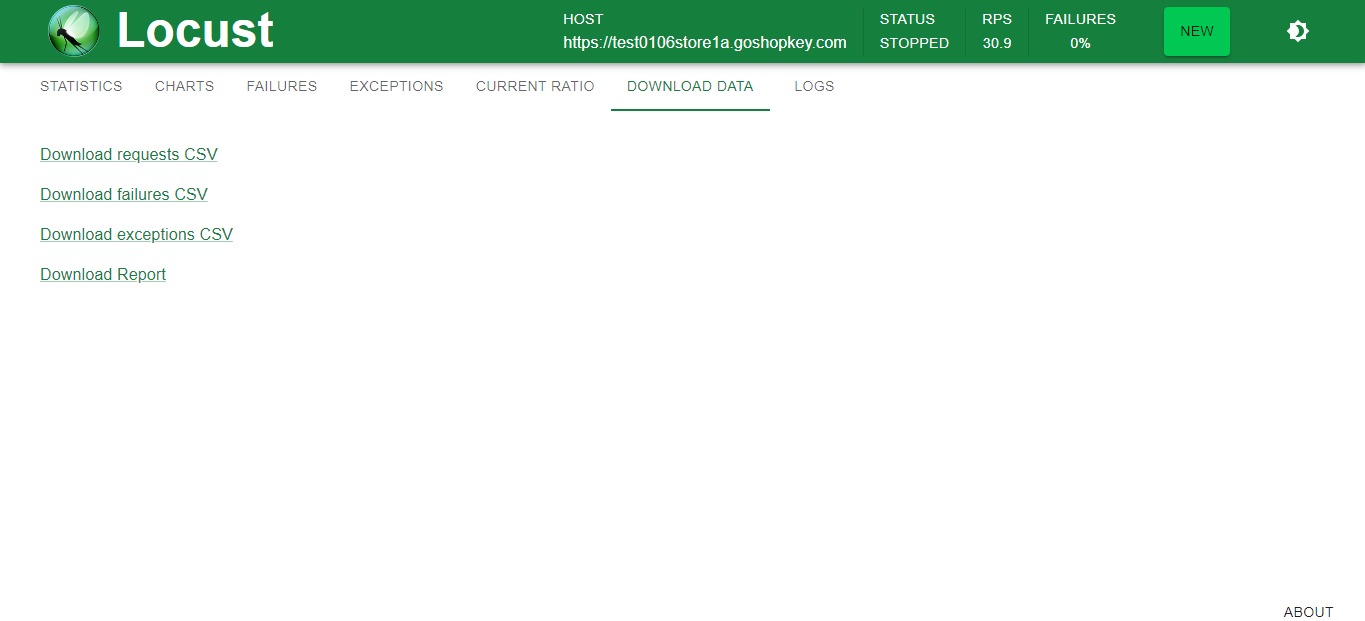 Locust
HOST
https://test0106store1a.goshopkey.com
STATUS
STOPPED
RPS
30.9
FAILURES
0%
NEW
STATISTICS CHARTS FAILURES EXCEPTIONS CURRENT RATIO DOWNLOAD DATA LOGS
Download requests CSV
Download failures CSV
Download exceptions CSV
Download Report
ABOUT